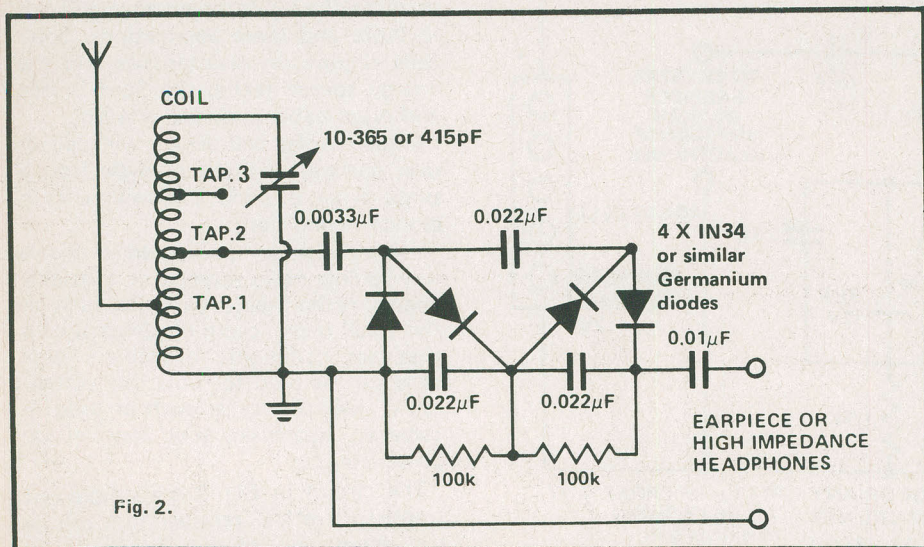 COIL
10-365 or 415pF
TAP. 3
0.0033μF
0.022μF
TAP.2
4 X IN34
or similar
Germanium
diodes
TAP.1
0.01μF
0.022μF
0.022μF
EARPIECE OR
HIGH IMPEDANCE
HEADPHONES
100k
100k
Fig. 2.